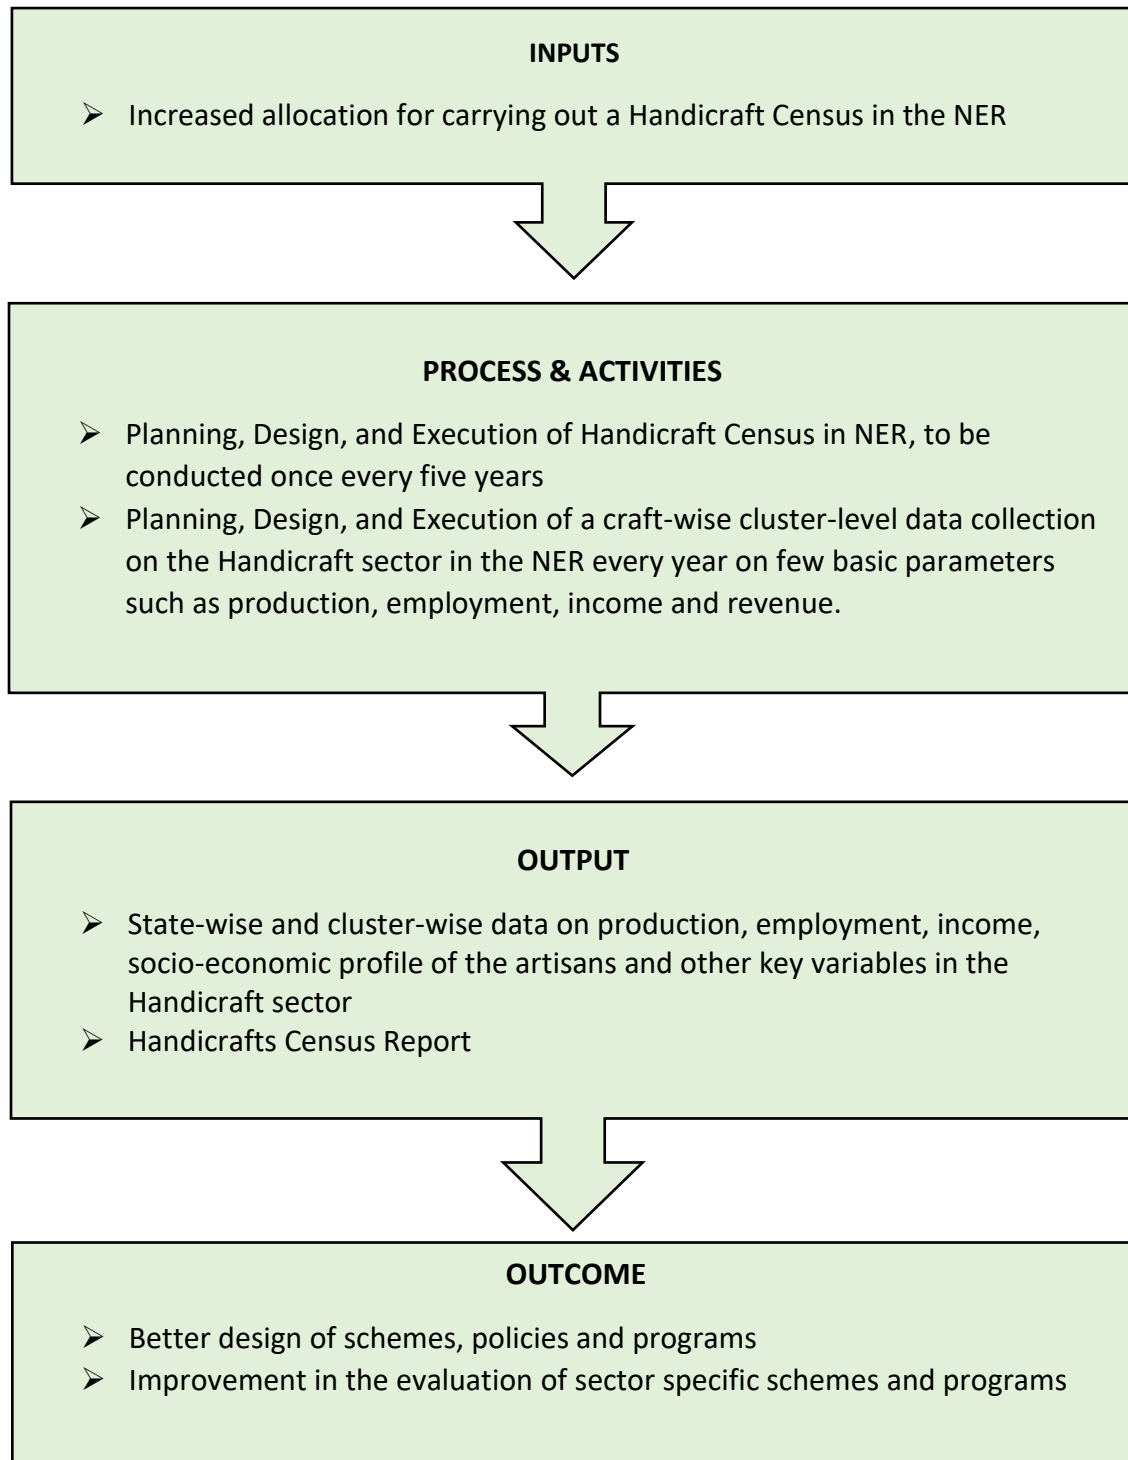 INPUTS
➢ Increased allocation for carrying out a Handicraft Census in the NER
PROCESS & ACTIVITIES
➢ Planning, Design, and Execution of Handicraft Census in NER, to be
conducted once every five years
➢ Planning, Design, and Execution of a craft-wise cluster-level data collection
on the Handicraft sector in the NER every year on few basic parameters
such as production, employment, income and revenue.
OUTPUT
➢ State-wise and cluster-wise data on production, employment, income,
socio-economic profile of the artisans and other key variables in the
Handicraft sector
➢ Handicrafts Census Report
OUTCOME
➢ Better design of schemes, policies and programs
➢ Improvement in the evaluation of sector specific schemes and programs